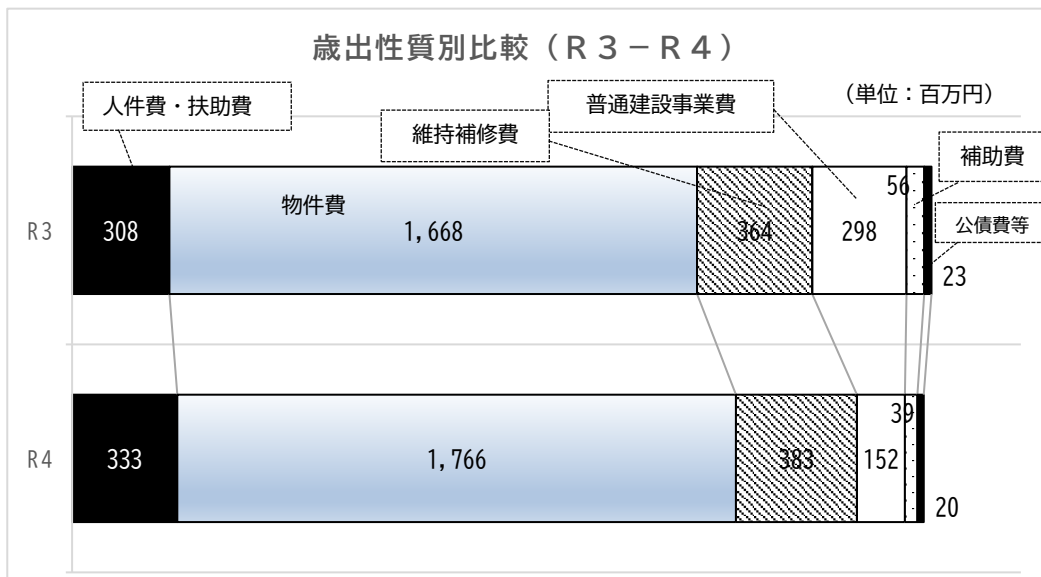 歳出性質別比較（Ｒ３－Ｒ４）
（単位：百万円）
人件費・扶助費
維持補修費
普通建設事業費
補助費
公債費等
物件費
R3
308
1,668
364
298
56
23
R4
333
1,766
383
152
39
20